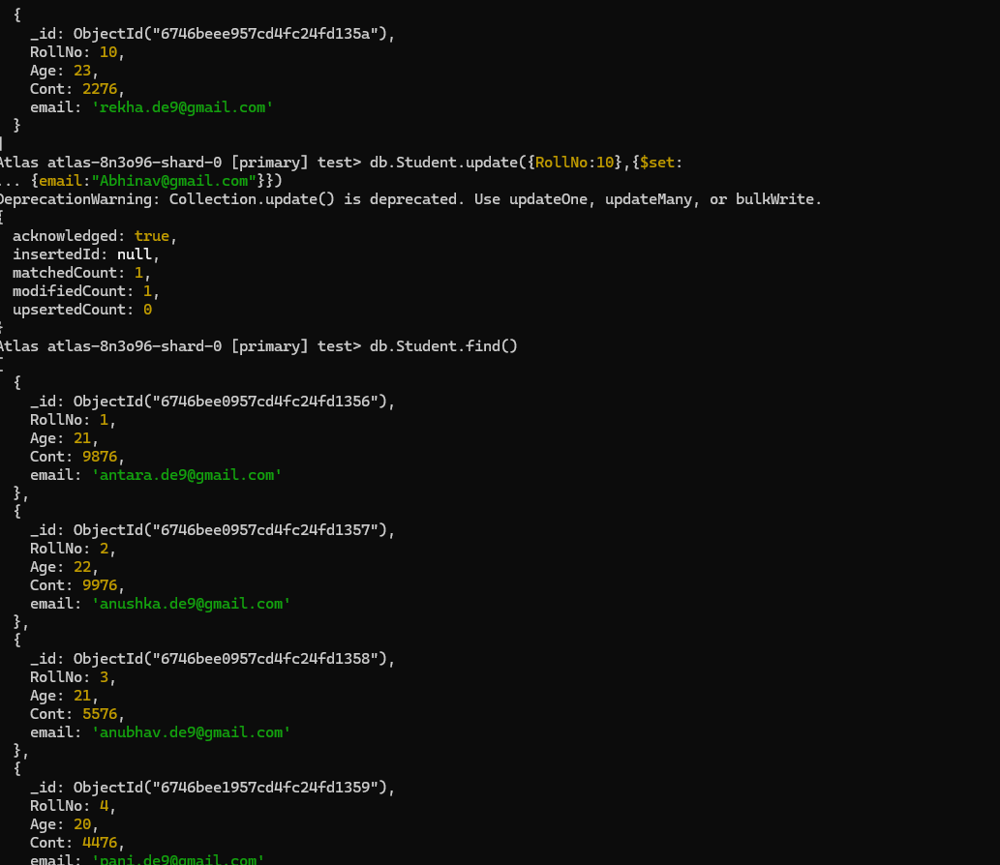 {
_id: ObjectId("6746beee957cd4fc24fd135a"),
RollNo: 10,
Age: 23,
Cont: 2276,
email: 'rekha.de9@gmail.com'
}
]
Atlas atlas-8n3o96-shard-0 [primary] test> db.Student.update({RollNo:10},{$set:
... {email:"Abhinav@gmail.com"}})
DeprecationWarning: Collection.update() is deprecated. Use updateOne, updateMany, or bulkWrite.
{
acknowledged: true,
insertedId: null,
matchedCount: 1,
modifiedCount: 1,
upsertedCount: 0
}
Atlas atlas-8n3o96-shard-0 [primary] test> db.Student.find()
[
{
_id: ObjectId("6746bee0957cd4fc24fd1356"),
RollNo: 1,
Age: 21,
Cont: 9876,
email: 'antara.de9@gmail.com'
},
{
_id: ObjectId("6746bee0957cd4fc24fd1357"),
RollNo: 2,
Age: 22,
Cont: 9976,
email: 'anushka.de9@gmail.com'
},
{
_id: ObjectId("6746bee0957cd4fc24fd1358"),
RollNo: 3,
Age: 21,
Cont: 5576,
email: 'anubhav.de9@gmail.com'
},
{
_id: ObjectId("6746bee1957cd4fc24fd1359"),
RollNo: 4,
Age: 20,
Cont: 4476,
email: 'pani.de9@gmail.com'